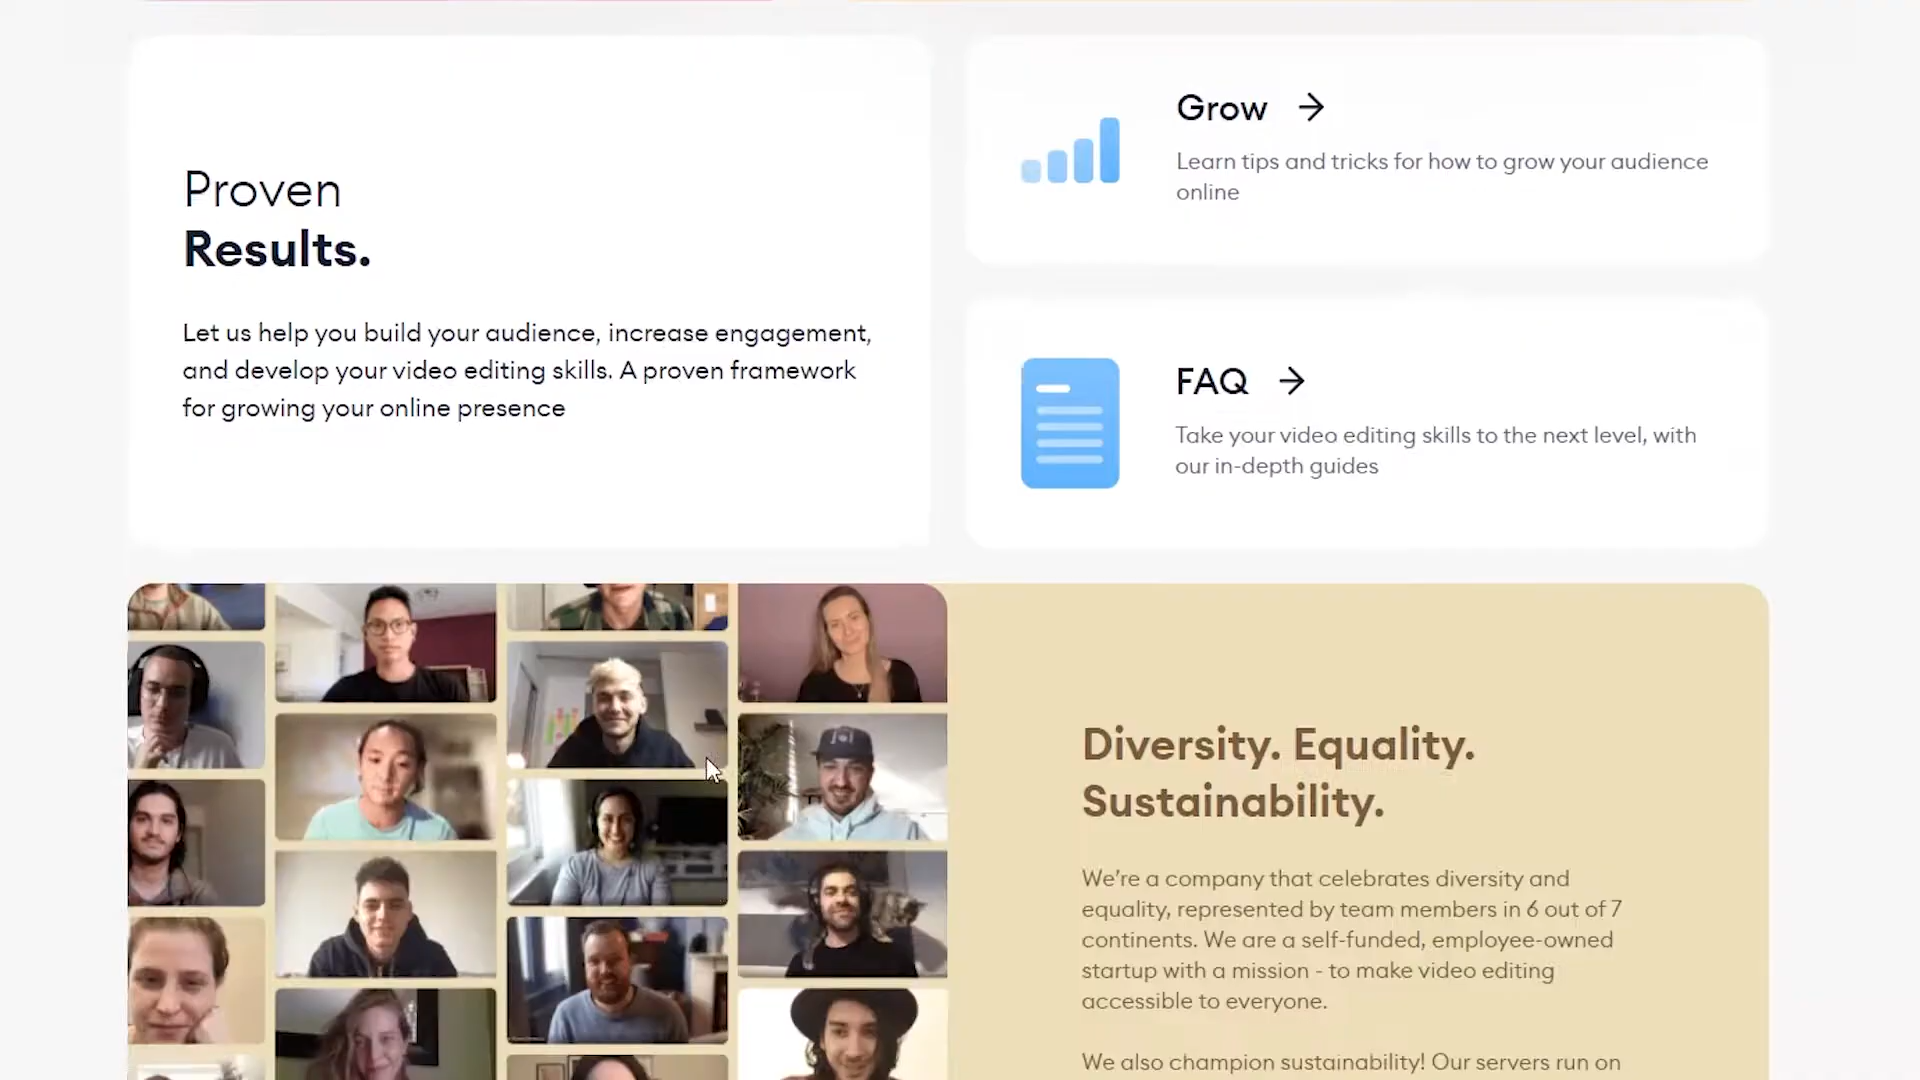 Proven
Results.
Let us help you build your audience, increase engagement,
and develop your video editing skills. A proven framework
for growing your online presence
Grow
Learn tips and tricks for how to grow your audience
online
FAQ
Take your video editing skills to the next level, with
our in-depth guides
Diversity. Equality.
Sustainability.
We’re a company that celebrates diversity and
equality, represented by team members in 6 out of 7
continents. We are a self-funded, employee-owned
startup with a mission - to make video editing
accessible to everyone.
We also champion sustainability! Our servers run on